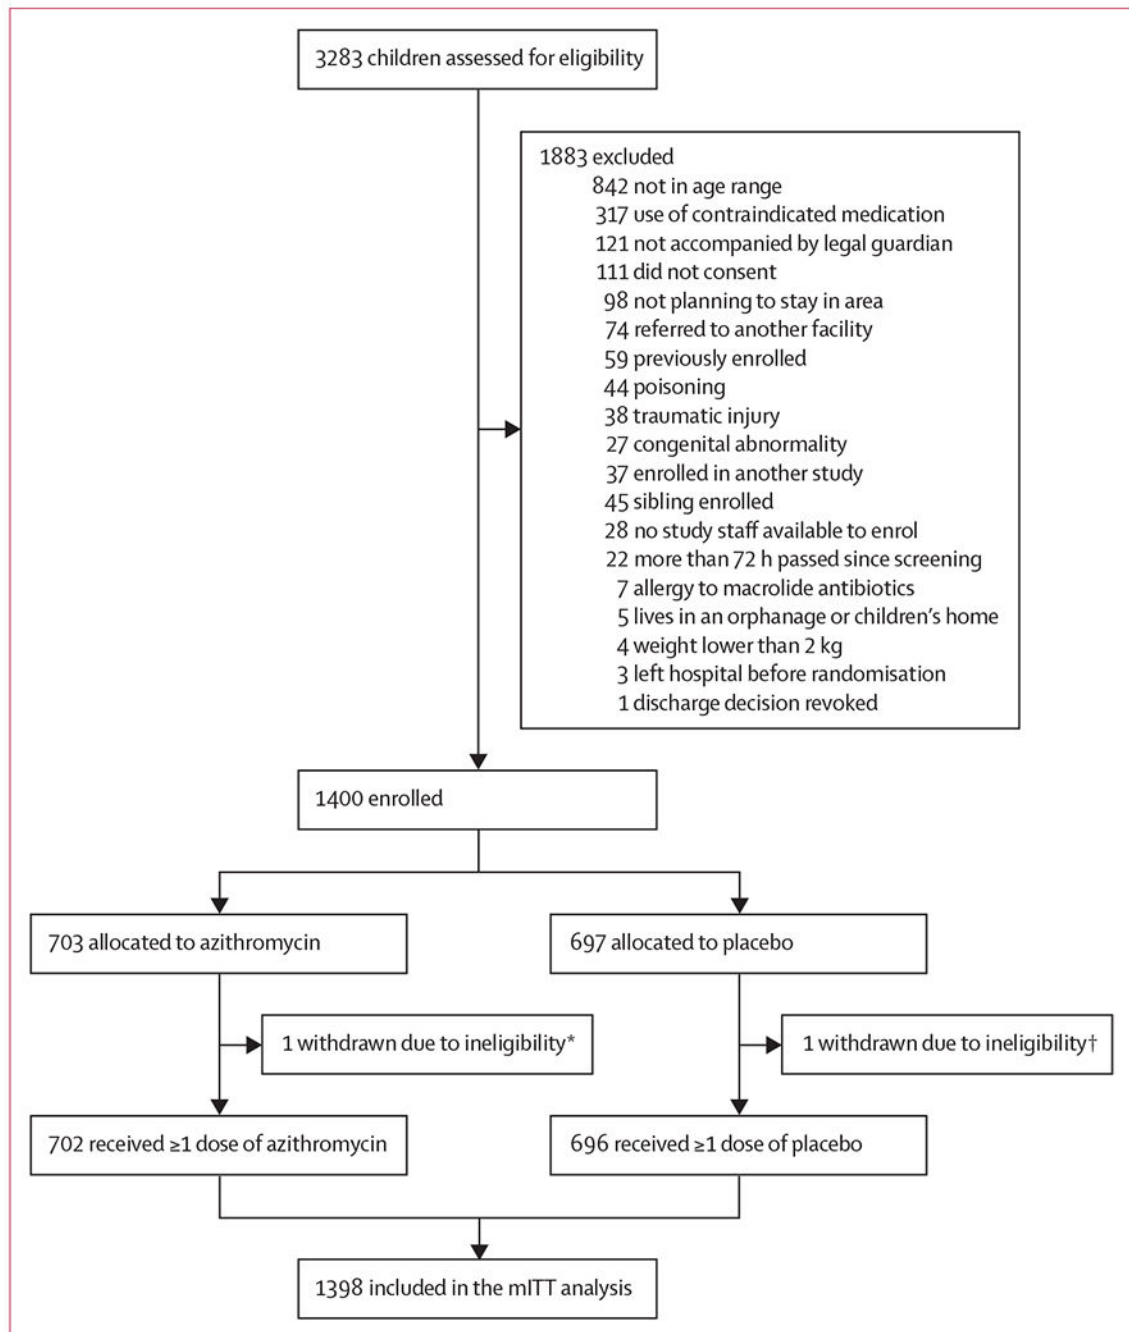 3283 children assessed for eligibility
1883 excluded
842 not in age range
317 use of contraindicated medication
121 not accompanied by legal guardian
111 did not consent
98 not planning to stay in area
74 referred to another facility
59 previously enrolled
44 poisoning
38 traumatic injury
27 congenital abnormality
37 enrolled in another study
45 sibling enrolled
28 no study staff available to enrol
22 more than 72 h passed since screening
7 allergy to macrolide antibiotics
5 lives in an orphanage or children's home
4 weight lower than 2 kg
3 left hospital before randomisation
1 discharge decision revoked
1400 enrolled
703 allocated to azithromycin
697 allocated to placebo
1 withdrawn due to ineligibility*
1 withdrawn due to ineligibility†
702 received ≥1 dose of azithromycin
696 received ≥1 dose of placebo
1398 included in the mITT analysis